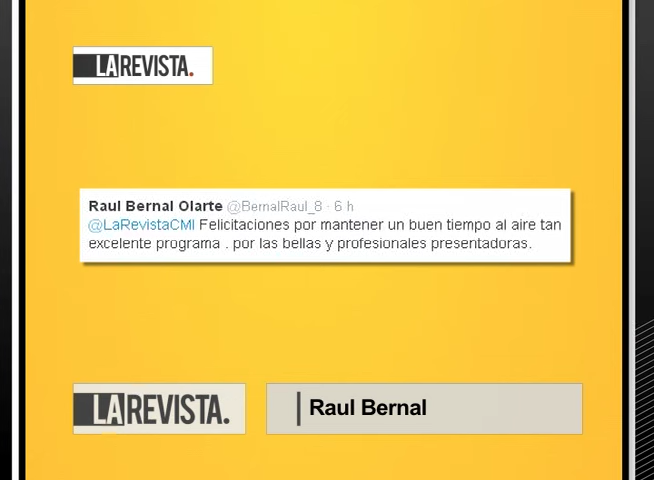 LAREVISTA.
Raul Bernal Olarte @BernalRaul_8 · 6 h
@LaRevistaCMI Felicitaciones por mantener un buen tiempo al aire tan
excelente programa . por las bellas y profesionales presentadoras.
LAREVISTA.
Raul Bernal